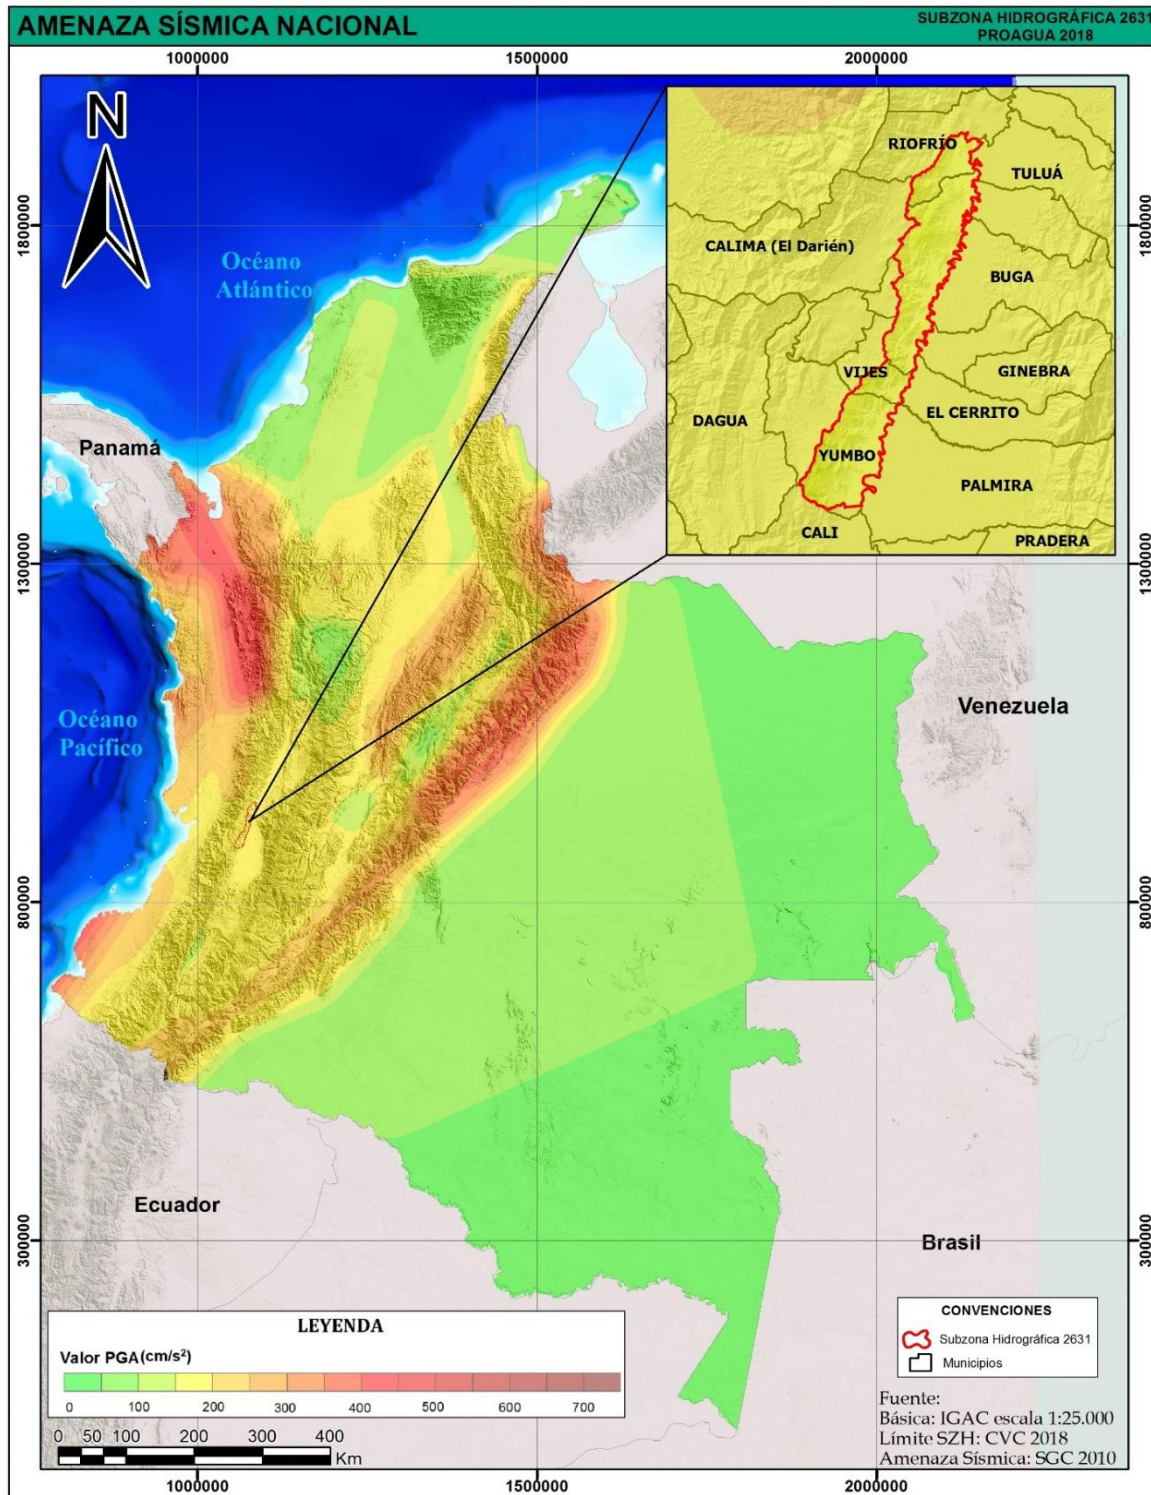 AMENAZA SÍSMICA NACIONAL
SUBZONA HIDROGRÁFICA 2631
PROAGUA 2018
1000000
1500000
2000000
N
1800000
1800000
RIOFRÍO
TULUÁ
CALIMA (El Darién)
BUGA
VIJES
GINEBRA
EL CERRITO
DAGUA
YUMBO
PALMIRA
CALI
PRADERA
Océano
Atlántico
Panamá
1300000
1300000
Océano
Pacífico
Venezuela
800000
800000
Ecuador
Brasil
300000
300000
LEYENDA
Valor PGA(cm/s²)
0 100 200 300 400 500 600 700
0 50 100 200 300 400
Km
CONVENCIONES
Subzona Hidrográfica 2631
Municipios
Fuente:
Básica: IGAC escala 1:25.000
Límite SZH: CVC 2018
Amenaza Sísmica: SGC 2010
1000000
1500000
2000000